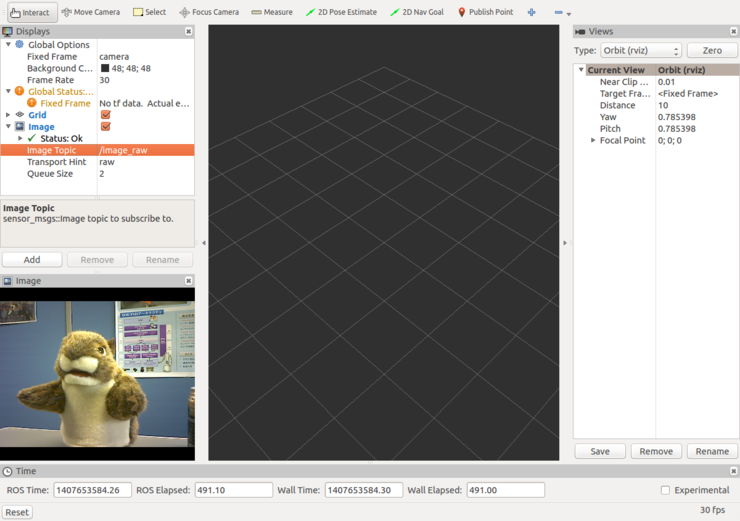 Interact Move Camera Select Focus Camera Measure 2D Pose Estimate 2D Nav Goal Publish Point
Displays
Global Options
Fixed Frame camera
Background C... 48; 48; 48
Frame Rate 30
Global Status:...
Fixed Frame No tf data. Actual e...
Grid
Image
Status: Ok
Image Topic /image_raw
Transport Hint raw
Queue Size 2
Image Topic
sensor_msgs::Image topic to subscribe to.
Add Remove Rename
Image
Views
Type: Orbit (rviz) Zero
Current View Orbit (rviz)
Near Clip ... 0.01
Target Fra... <Fixed Frame>
Distance 10
Yaw 0.785398
Pitch 0.785398
Focal Point 0; 0; 0
Save Remove Rename
Time
ROS Time: 1407653584.26 ROS Elapsed: 491.10 Wall Time: 1407653584.30 Wall Elapsed: 491.00 Experimental
Reset 30 fps